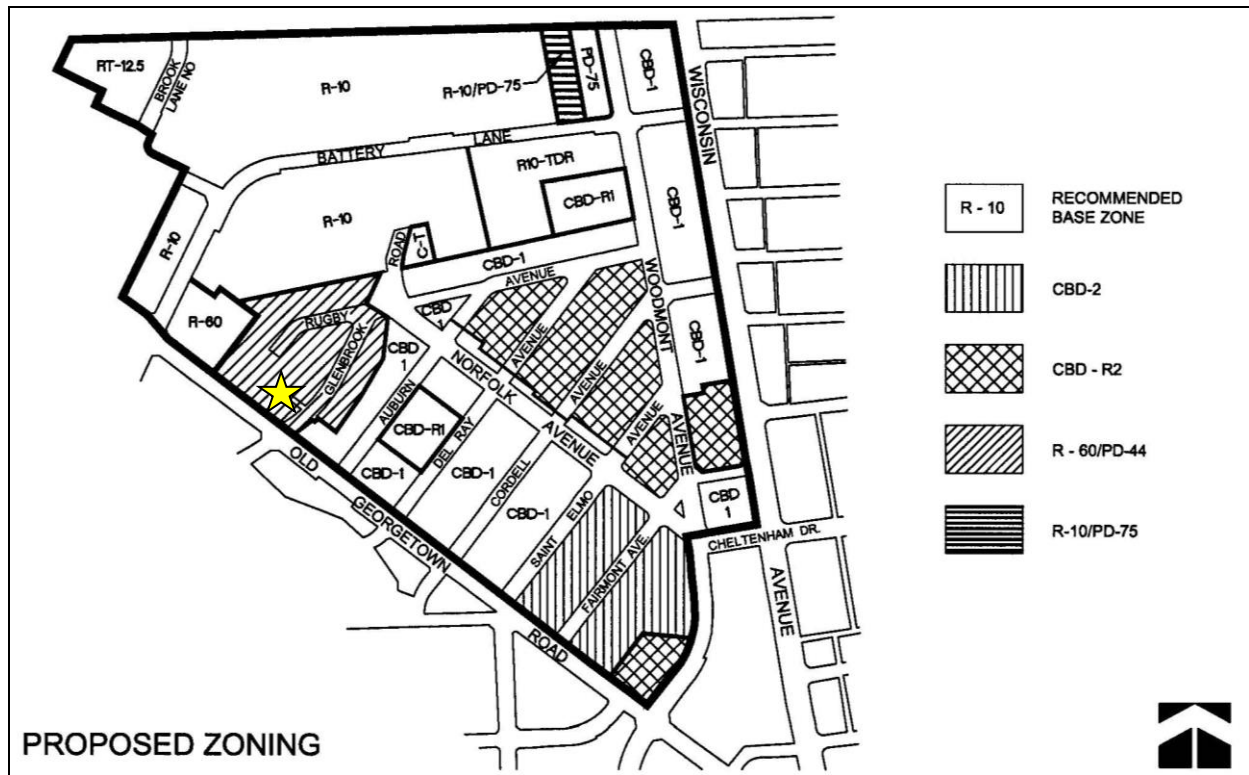 RT-12.5
BROOK
LANE NO
R-10
R-10/PD-75
PD-75
CBD-1
WISCONSIN
BATTERY
LANE
R10-TDR
CBD-R1
CBD-1
R-10
R-10
ROAD
C-T
CBD-1
AVENUE
WOODMONT
R-60
RUGBY
GLENBROOK
CBD
1
CBD
1
AVENUE
AVENUE
AVENUE
CBD-1
NORFOLK
AVENUE
AVENUE
AUBURN
CBD-R1
DEL RAY
CBD-1
CBD-1
CORDELL
CBD-1
SAINT ELMO
FAIRMONT AVE.
CBD
1
CHELTENHAM DR.
AVENUE
OLD
GEORGETOWN
ROAD
R - 10
RECOMMENDED
BASE ZONE
CBD-2
CBD - R2
R - 60/PD-44
R-10/PD-75
PROPOSED ZONING